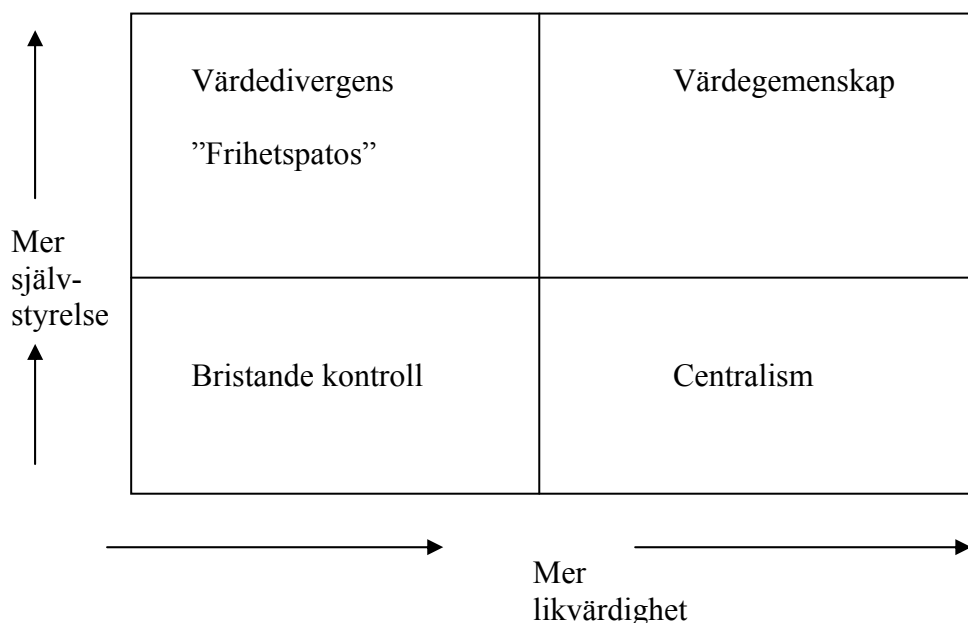 Värdedivergens
Värdegemenskap
”Frihetspatos”
Mer
själv-
styrelse
Bristande kontroll
Centralism
Mer
likvärdighet